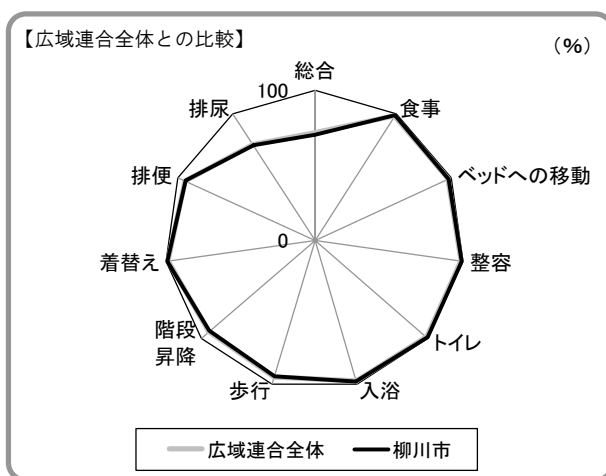 【広域連合全体との比較】
(%)
総合
100
食事
排尿
ベッドへの移動
排便
0
整容
着替え
トイレ
階段
昇降
入浴
歩行
広域連合全体
柳川市